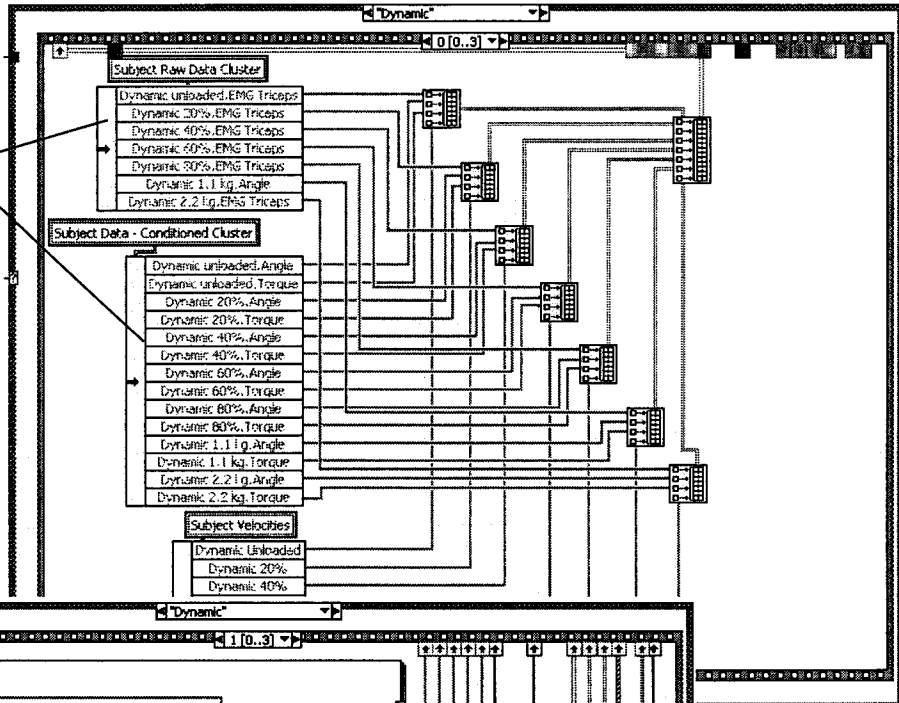 "Dynamic"
0 [0..3]
Subject Raw Data Cluster
Dynamic unloaded.EMG Triceps
Dynamic 20%.EMG Triceps
Dynamic 40%.EMG Triceps
Dynamic 60%.EMG Triceps
Dynamic 80%.EMG Triceps
Dynamic 1.1 kg.Angle
Dynamic 2.2 kg.EMG Triceps
Subject Data - Conditioned Cluster
Dynamic unloaded.Angle
Dynamic unloaded.Torque
Dynamic 20%.Angle
Dynamic 20%.Torque
Dynamic 40%.Angle
Dynamic 40%.Torque
Dynamic 60%.Angle
Dynamic 60%.Torque
Dynamic 80%.Angle
Dynamic 80%.Torque
Dynamic 1.1 kg.Angle
Dynamic 1.1 kg.Torque
Dynamic 2.2 kg.Angle
Dynamic 2.2 kg.Torque
Subject Velocities
Dynamic Unloaded
Dynamic 20%
Dynamic 40%
"Dynamic"
1 [0..3]